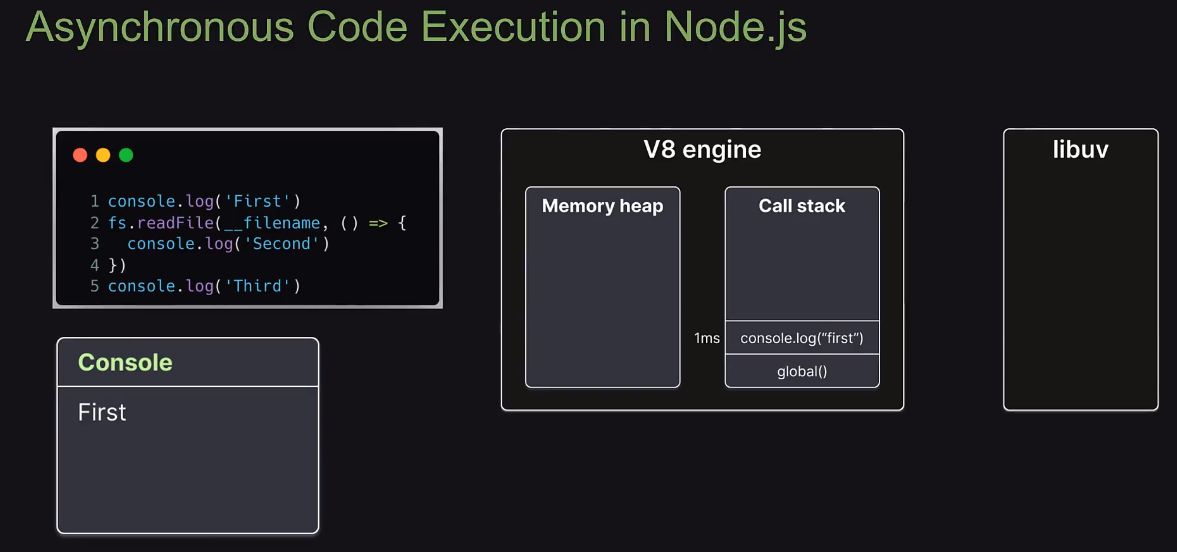 Asynchronous Code Execution in Node.js
1 console.log('First')
2 fs.readFile(__filename, () => {
3   console.log('Second')
4 })
5 console.log('Third')
Console
First
V8 engine
Memory heap
Call stack
1ms
console.log("first")
global()
libuv